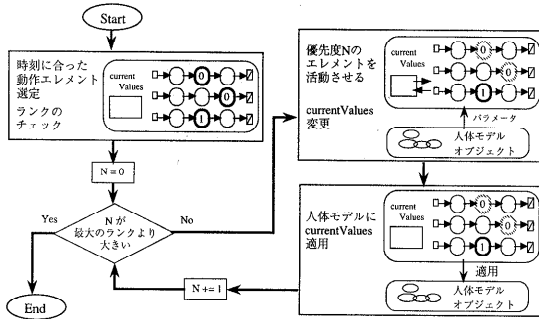 Start
時刻に合った
動作エレメント
選定
ランクの
チェック
current
Values
0
0
1
N=0
Nが
最大のランクより
大きい
Yes
No
End
優先度Nの
エレメントを
活動させる
currentValues
変更
current
Values
0
0
1
パラメータ
人体モデル
オブジェクト
人体モデルに
currentValues
適用
current
Values
0
0
1
適用
人体モデル
オブジェクト
N += 1